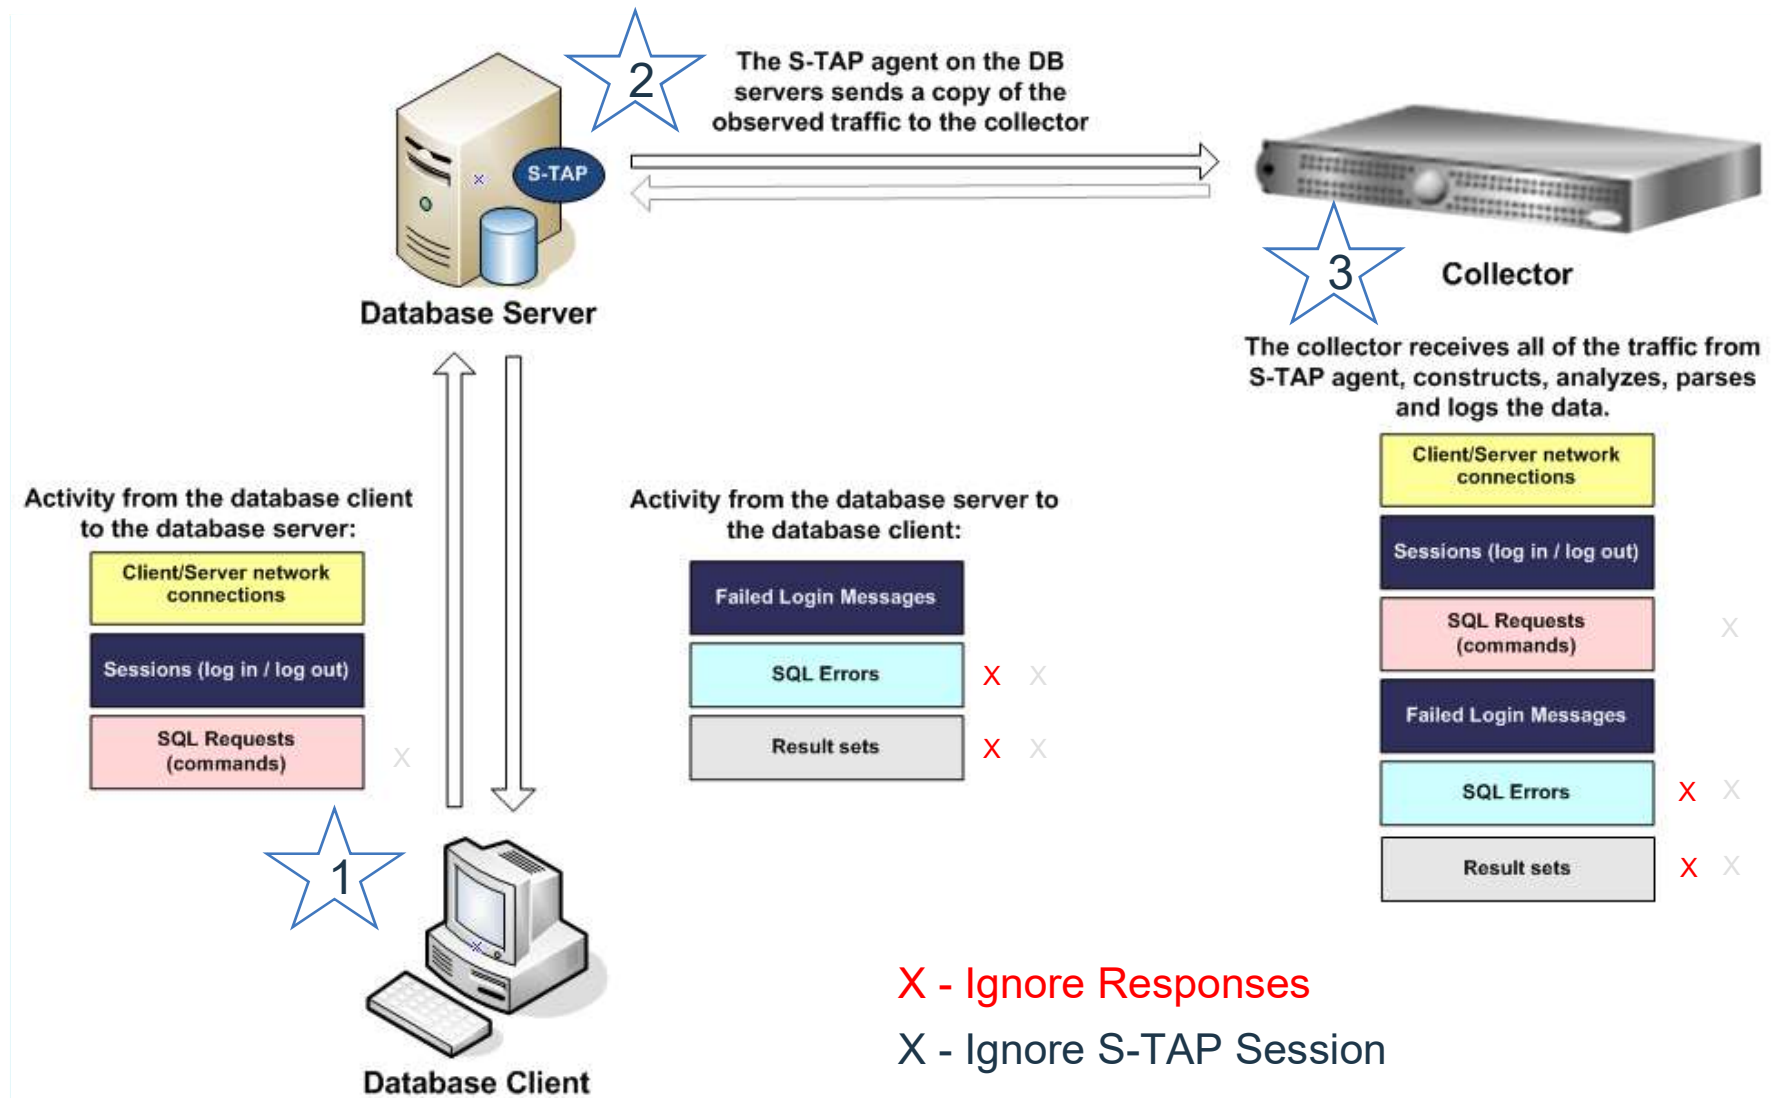 2
The S-TAP agent on the DB
servers sends a copy of the
observed traffic to the collector
S-TAP
Database Server
3
Collector
The collector receives all of the traffic from
S-TAP agent, constructs, analyzes, parses
and logs the data.
Activity from the database client
to the database server:
Client/Server network
connections
Sessions (log in / log out)
SQL Requests
(commands)
X
Activity from the database server to
the database client:
Failed Login Messages
SQL Errors
X X
Result sets
X X
Client/Server network
connections
Sessions (log in / log out)
SQL Requests
(commands)
X
Failed Login Messages
SQL Errors
X X
Result sets
X X
1
Database Client
X - Ignore Responses
X - Ignore S-TAP Session